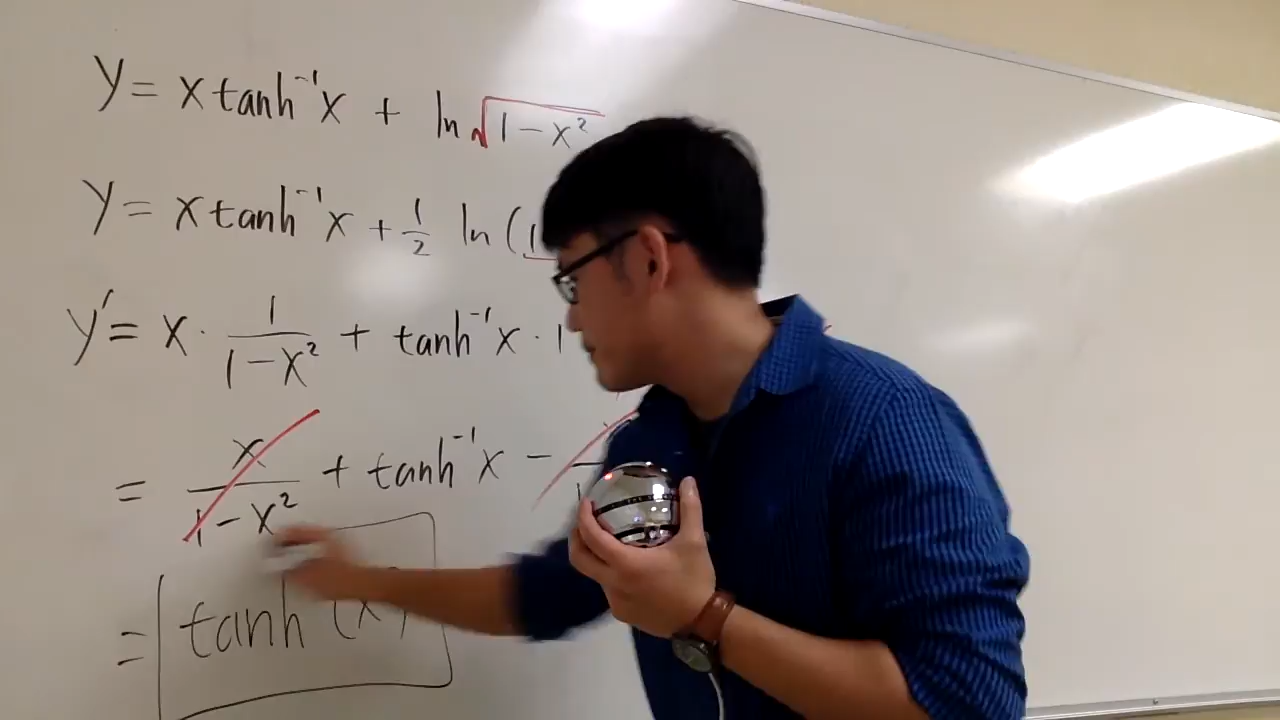 y = x tanh⁻¹x + ln√(1-x²)
y = x tanh⁻¹x + 1/2 ln(1
y' = x · 1/(1-x²) + tanh⁻¹x · 1
= x/(1-x²) + tanh⁻¹x -
= tanh (x)